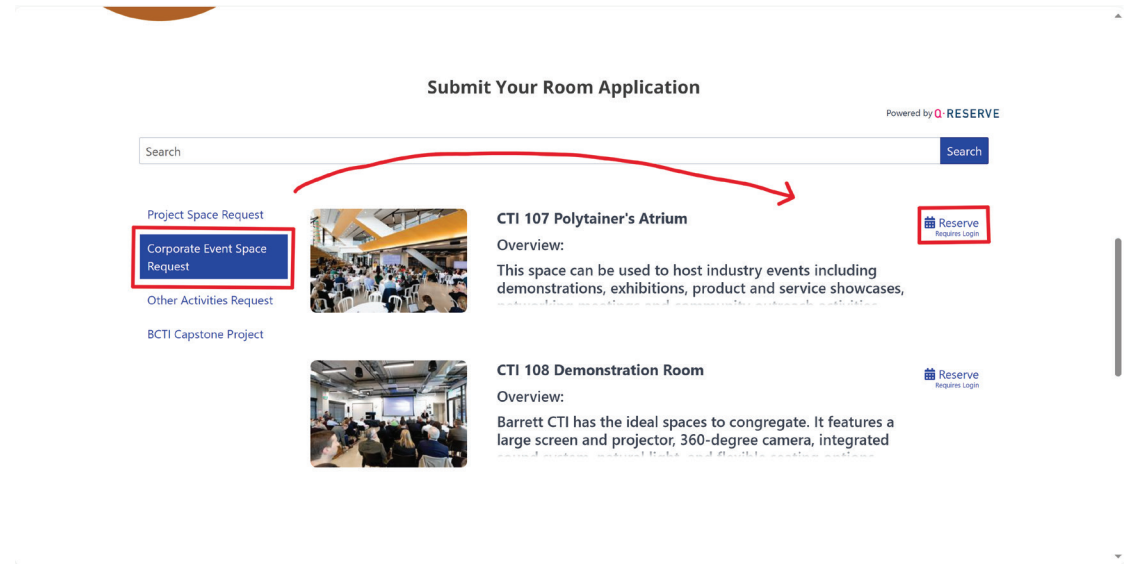 Submit Your Room Application
Powered by Q·RESERVE
Search
Search
Project Space Request
Corporate Event Space
Request
Other Activities Request
BCTI Capstone Project
CTI 107 Polytainer's Atrium
Overview:
This space can be used to host industry events including
demonstrations, exhibitions, product and service showcases,
Reserve
Requires Login
CTI 108 Demonstration Room
Overview:
Barrett CTI has the ideal spaces to congregate. It features a
large screen and projector, 360-degree camera, integrated
Reserve
Requires Login